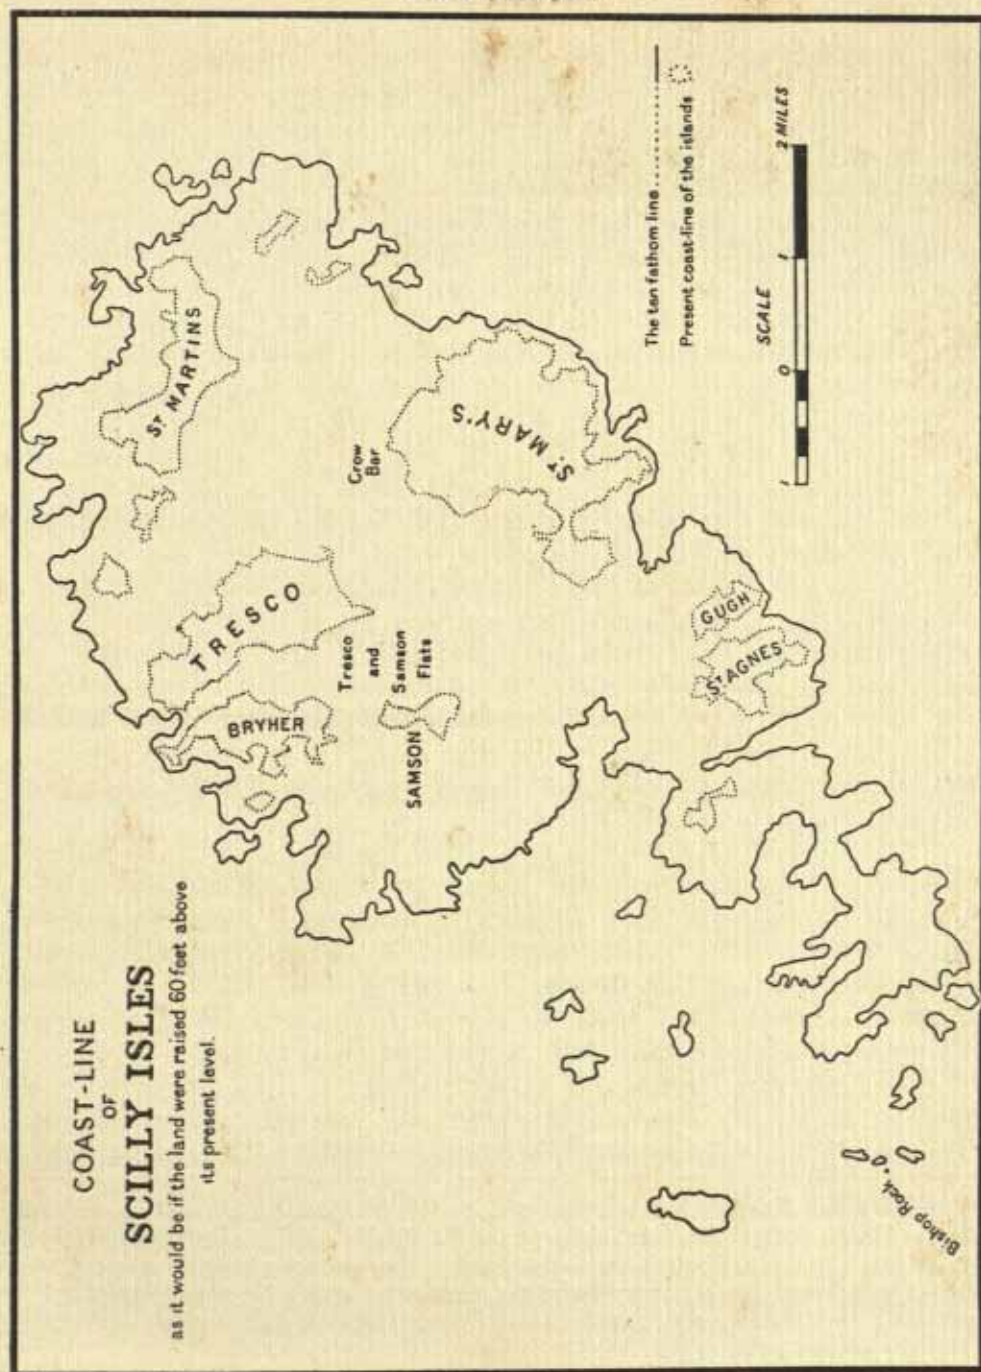 COAST-LINE
OF
SCILLY ISLES
as it would be if the land were raised 60 feet above
its present level.
ST MARTINS
TRESCO
BRYHER
Tresco
and
Samson
Flats
SAMSON
Crow
Bar
ST MARY'S
GUGH
ST AGNES
Bishop Rock
The ten fathom line
Present coast-line of the islands
SCALE
1 0 1 2 MILES